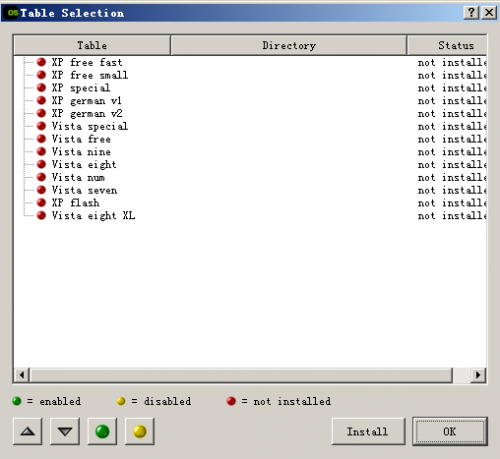 OS Table Selection
Table Directory Status
XP free fast not installe
XP free small not installe
XP special not installe
XP german v1 not installe
XP german v2 not installe
Vista special not installe
Vista free not installe
Vista nine not installe
Vista eight not installe
Vista num not installe
Vista seven not installe
XP flash not installe
Vista eight XL not installe
= enabled = disabled = not installed
Install OK